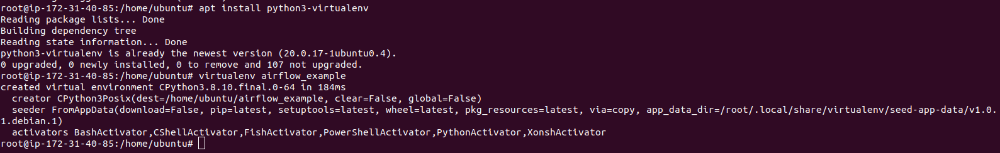 root@ip-172-31-40-85:/home/ubuntu# apt install python3-virtualenv
Reading package lists... Done
Building dependency tree
Reading state information... Done
python3-virtualenv is already the newest version (20.0.17-1ubuntu0.4).
0 upgraded, 0 newly installed, 0 to remove and 107 not upgraded.
root@ip-172-31-40-85:/home/ubuntu# virtualenv airflow_example
created virtual environment CPython3.8.10.final.0-64 in 184ms
  creator CPython3Posix(dest=/home/ubuntu/airflow_example, clear=False, global=False)
  seeder FromAppData(download=False, pip=latest, setuptools=latest, wheel=latest, pkg_resources=latest, via=copy, app_data_dir=/root/.local/share/virtualenv/seed-app-data/v1.0.
1.debian.1)
  activators BashActivator,CShellActivator,FishActivator,PowerShellActivator,PythonActivator,XonshActivator
root@ip-172-31-40-85:/home/ubuntu#